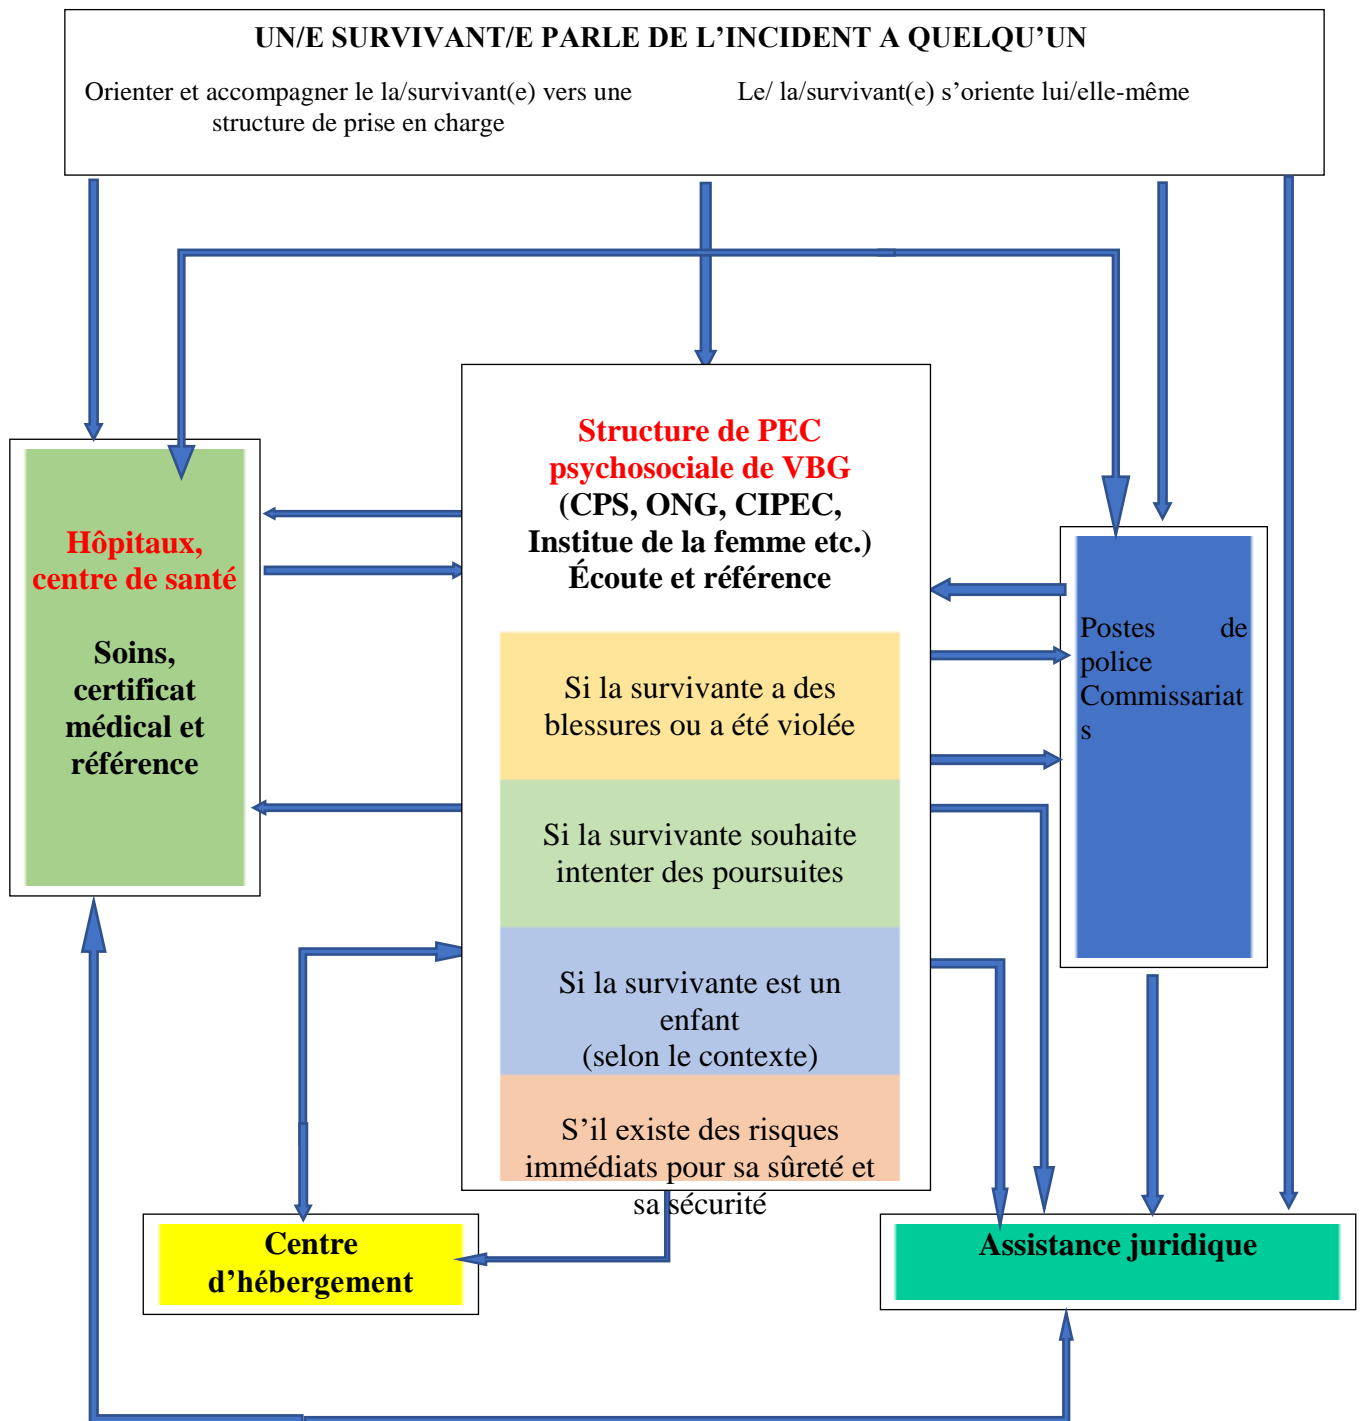 UN/E SURVIVANT/E PARLE DE L’INCIDENT A QUELQU’UN
Orienter et accompagner le la/survivant(e) vers une
structure de prise en charge
Le/ la/survivant(e) s’oriente lui/elle-même
Structure de PEC
psychosociale de VBG
(CPS, ONG, CIPEC,
Institue de la femme etc.)
Écoute et référence
Hôpitaux,
centre de santé
Soins,
certificat
médical et
référence
Si la survivante a des
blessures ou a été violée
Si la survivante souhaite
intenter des poursuites
Si la survivante est un
enfant
(selon le contexte)
S’il existe des risques
immédiats pour sa sûreté et
sa sécurité
Postes de
police
Commissariat
s
Centre
d’hébergement
Assistance juridique